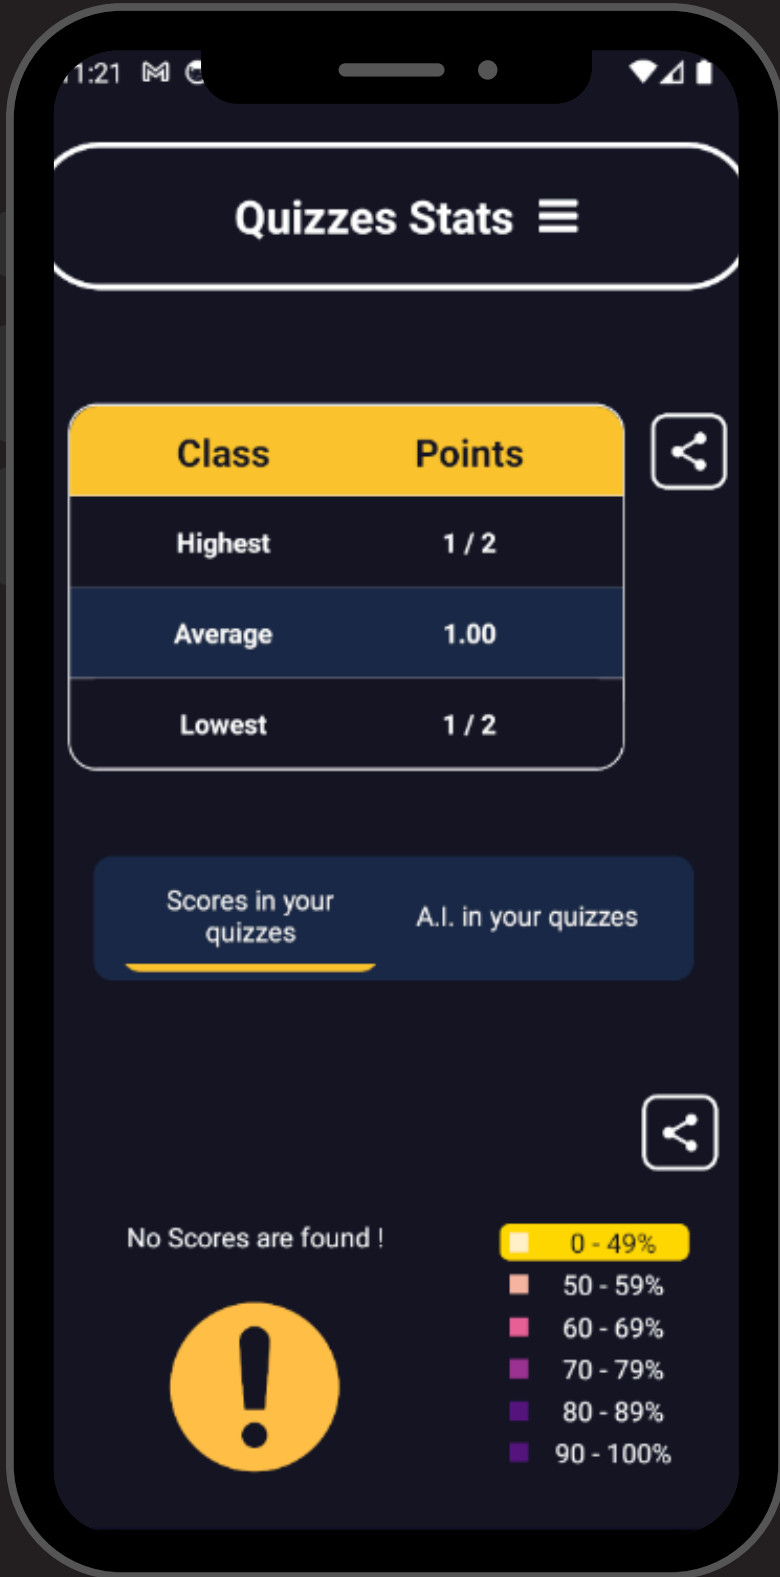 11:21
Quizzes Stats
Class Points
Highest 1 / 2
Average 1.00
Lowest 1 / 2
Scores in your
quizzes
A.I. in your quizzes
No Scores are found !
0 - 49%
50 - 59%
60 - 69%
70 - 79%
80 - 89%
90 - 100%